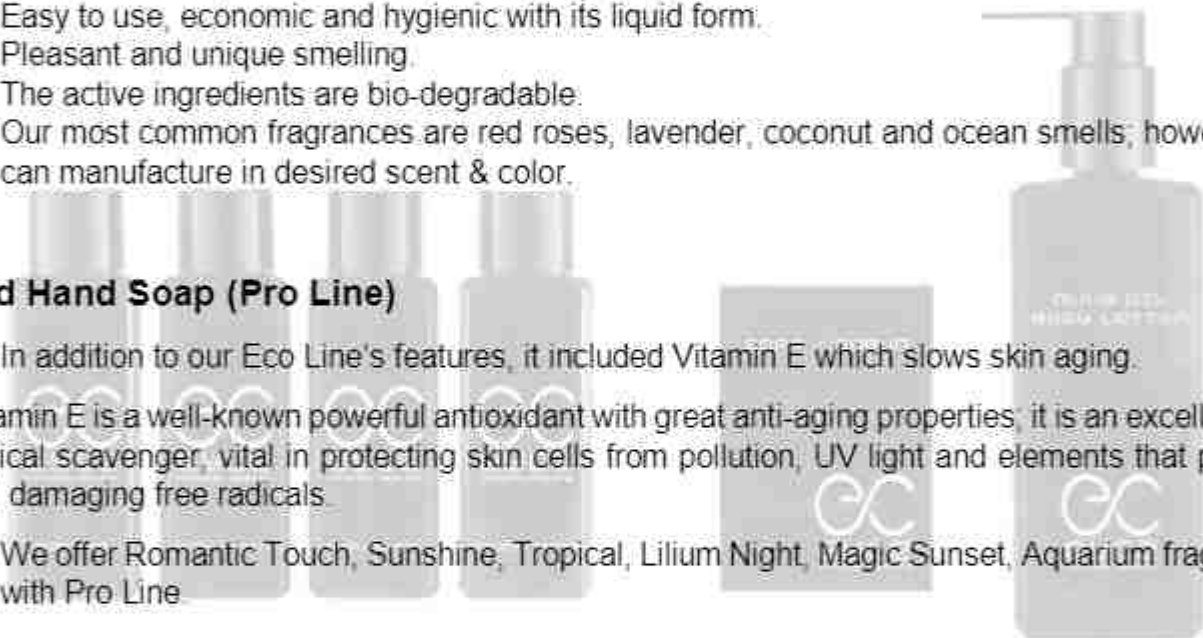 Easy to use, economic and hygienic with its liquid form.
Pleasant and unique smelling.
The active ingredients are bio-degradable.
Our most common fragrances are red roses, lavender, coconut and ocean smells; howe
can manufacture in desired scent & color.
d Hand Soap (Pro Line)
In addition to our Eco Line's features, it included Vitamin E which slows skin aging.
amin E is a well-known powerful antioxidant with great anti-aging properties; it is an excell
ical scavenger, vital in protecting skin cells from pollution, UV light and elements that p
damaging free radicals.
We offer Romantic Touch, Sunshine, Tropical, Lilium Night, Magic Sunset, Aquarium frag
with Pro Line.